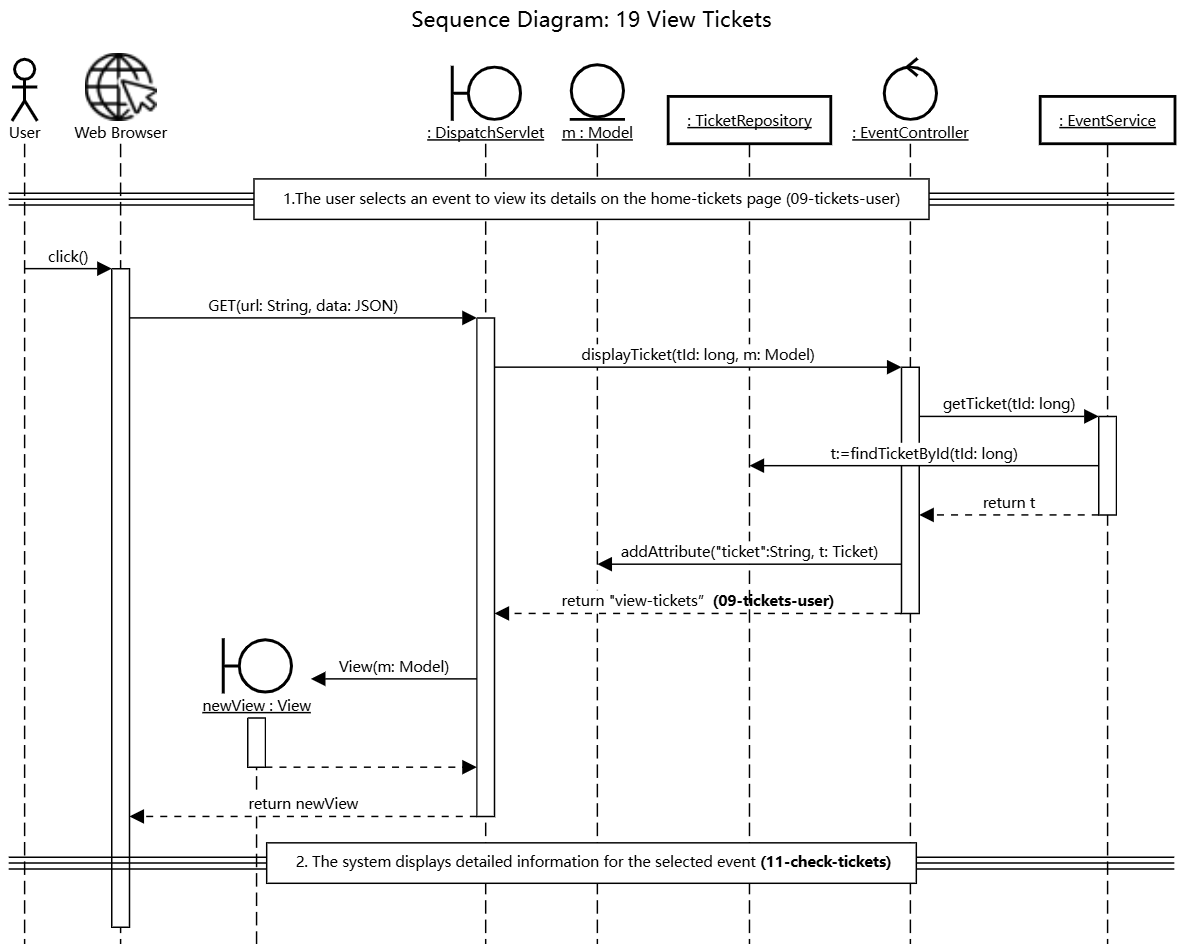 Sequence Diagram: 19 View Tickets
User
Web Browser
: DispatchServlet
m : Model
: TicketRepository
: EventController
: EventService
1.The user selects an event to view its details on the home-tickets page (09-tickets-user)
click()
GET(url: String, data: JSON)
displayTicket(tId: long, m: Model)
getTicket(tId: long)
t:=findTicketById(tId: long)
return t
addAttribute("ticket":String, t: Ticket)
return "view-tickets” (09-tickets-user)
View(m: Model)
newView : View
return newView
2. The system displays detailed information for the selected event (11-check-tickets)